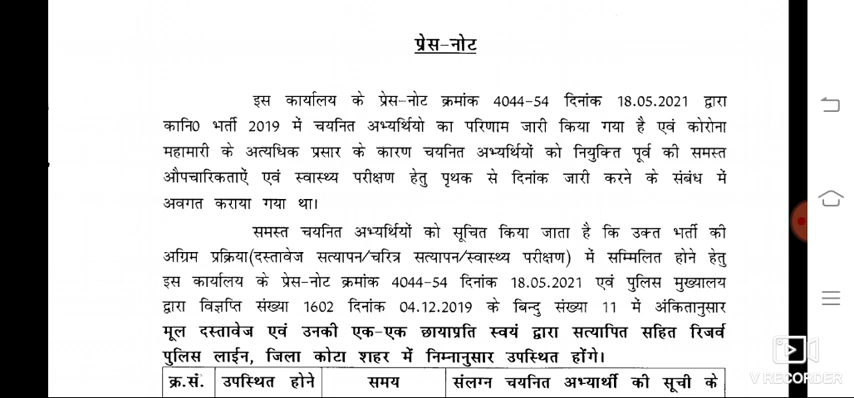 प्रेस-नोट
इस कार्यालय के प्रेस-नोट क्रमांक 4044-54 दिनांक 18.05.2021 द्वारा
कानि0 भर्ती 2019 में चयनित अभ्यर्थियो का परिणाम जारी किया गया है एवं कोरोना
महामारी के अत्यधिक प्रसार के कारण चयनित अभ्यर्थियों को नियुक्ति पूर्व की समस्त
औपचारिकताऐं एवं स्वास्थ्य परीक्षण हेतु पृथक से दिनांक जारी करने के संबंध में
अवगत कराया गया था।
समस्त चयनित अभ्यर्थियों को सूचित किया जाता है कि उक्त भर्ती की
अग्रिम प्रक्रिया(दस्तावेज सत्यापन/चरित्र सत्यापन/स्वास्थ्य परीक्षण) में सम्मिलित होने हेतु
इस कार्यालय के प्रेस-नोट क्रमांक 4044-54 दिनांक 18.05.2021 एवं पुलिस मुख्यालय
द्वारा विज्ञप्ति संख्या 1602 दिनांक 04.12.2019 के बिन्दु संख्या 11 में अंकितानुसार
मूल दस्तावेज एवं उनकी एक-एक छायाप्रति स्वयं द्वारा सत्यापित सहित रिजर्व
पुलिस लाईन, जिला कोटा शहर में निम्नानुसार उपस्थित होंगे।
क्र.सं. उपस्थित होने समय संलग्न चयनित अभ्यार्थी की सूची के
V RECORDER